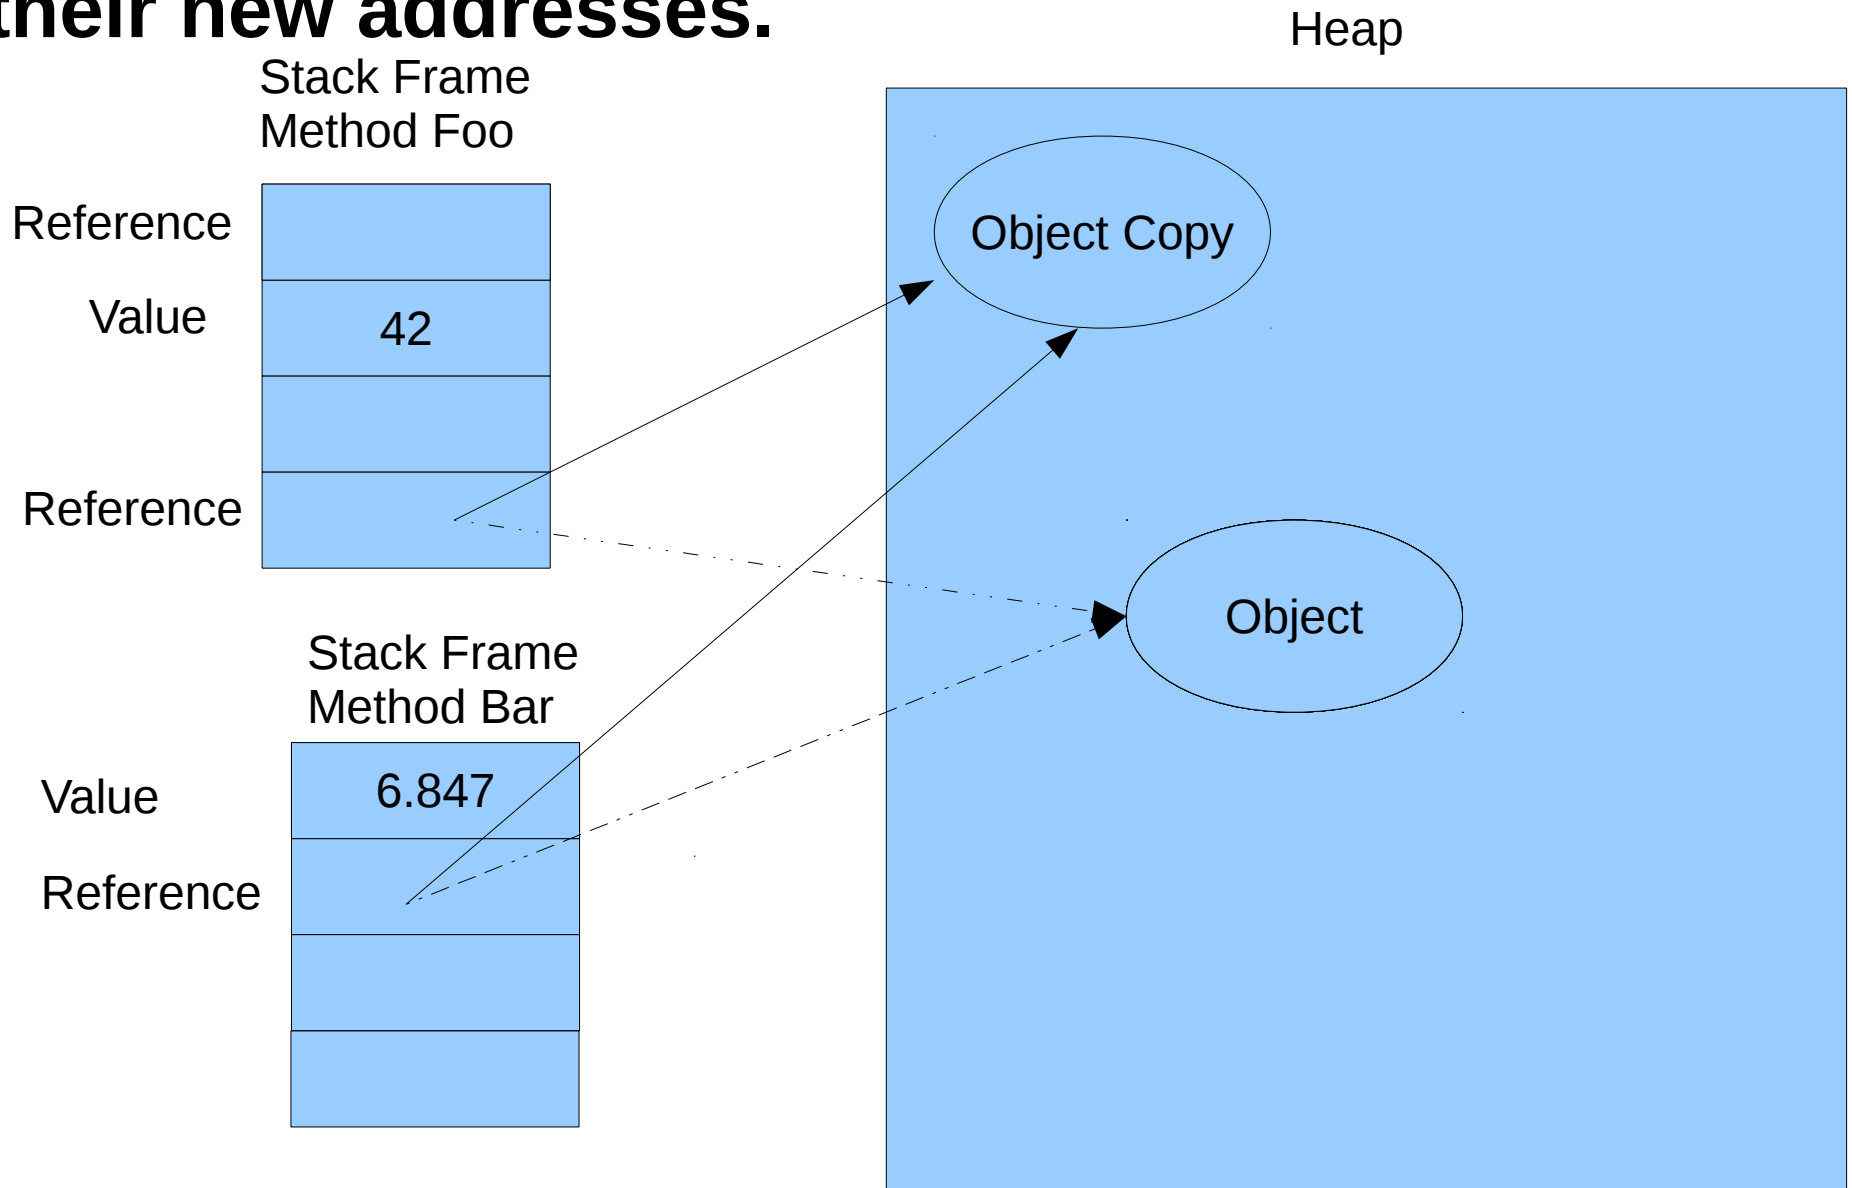 their new addresses.
Heap
Stack Frame
Method Foo
Reference
Object Copy
Value
42
Reference
Object
Stack Frame
Method Bar
Value
6.847
Reference